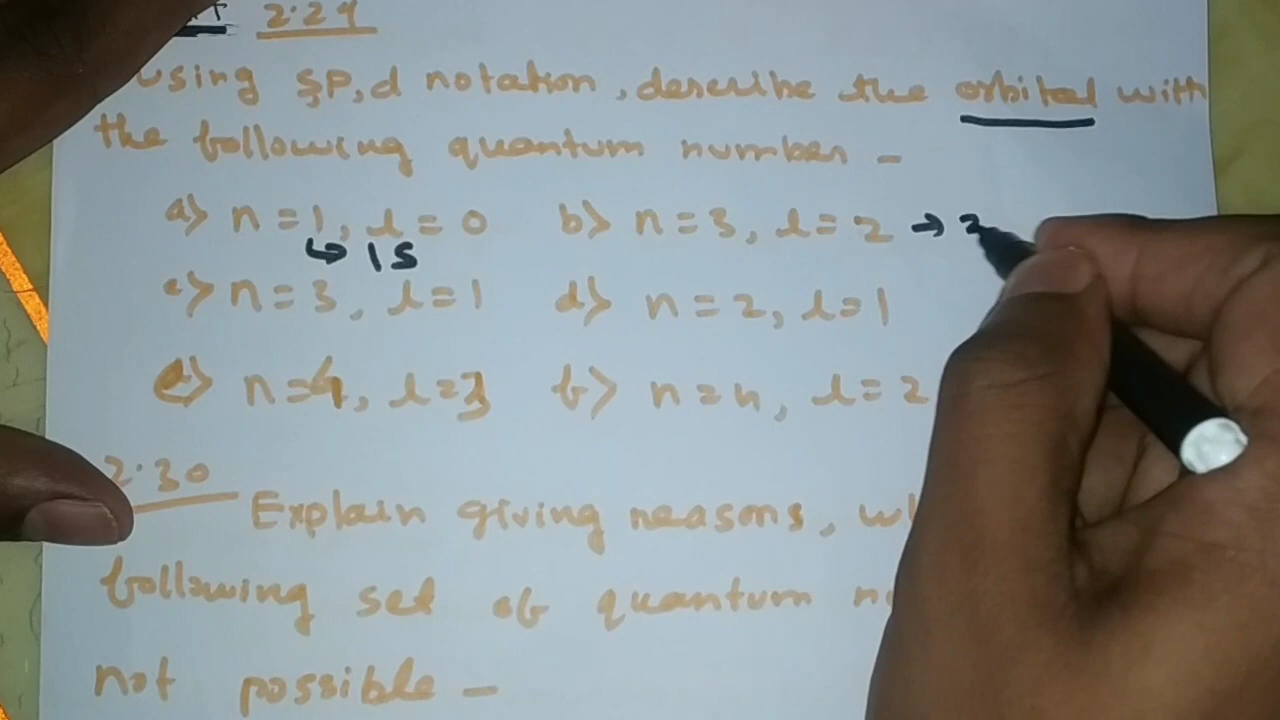 2.29
using s,p,d notation, describe the orbital with
the following quantum number -
a) n=1, l=0 b) n=3, l=2 →
↳ 1s
c) n=3, l=1 d) n=2, l=1
e) n=4, l=3 f) n=4, l=2
2.30
Explain giving reasons,
following set of quantum
not possible -